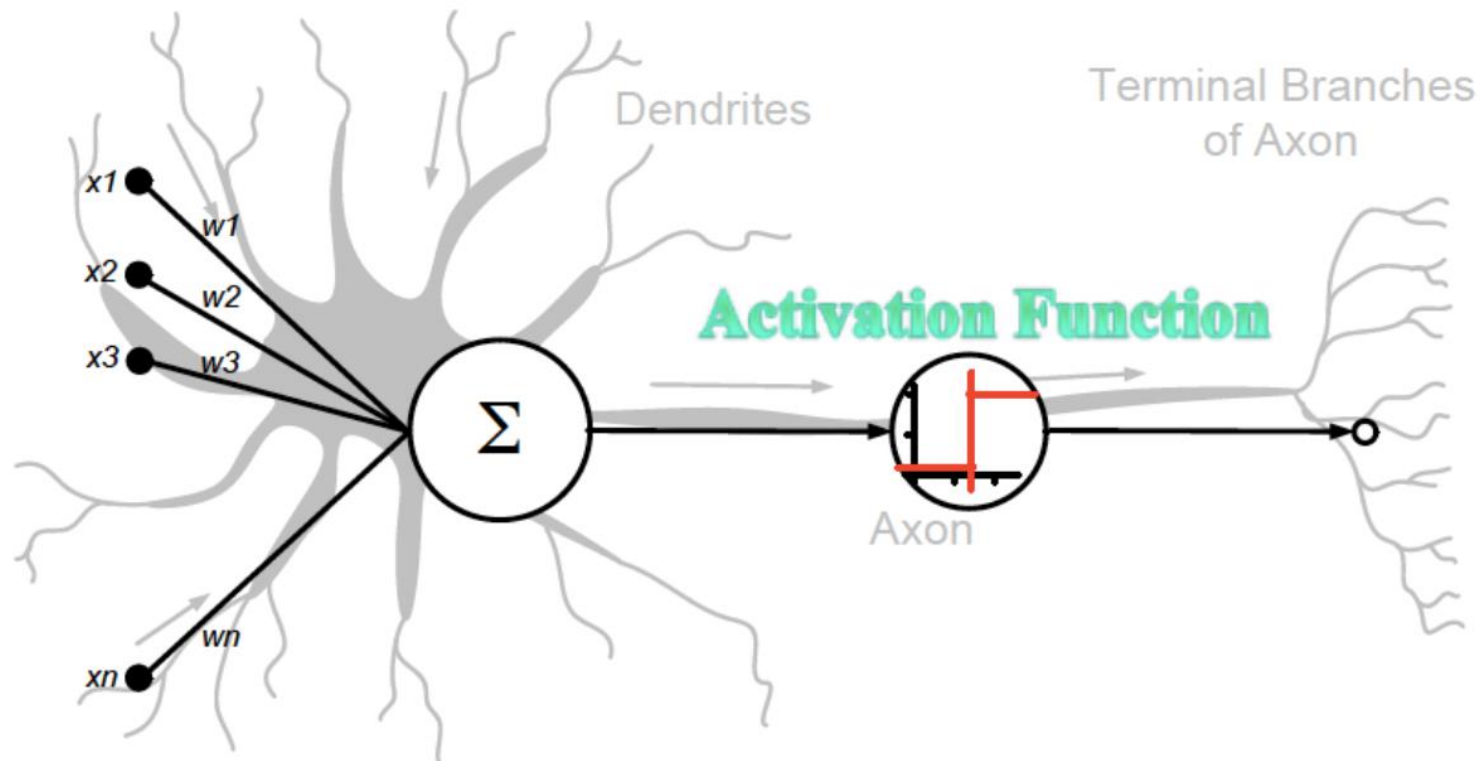 Dendrites
Terminal Branches
of Axon
x1
w1
x2
w2
x3
w3
Activation Function
Σ
Axon
wn
xn